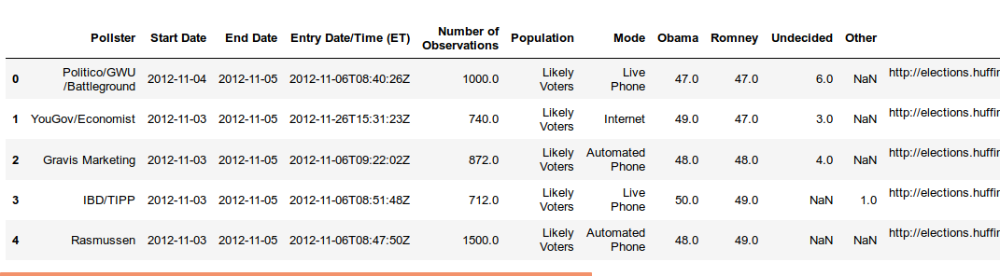 Pollster Start Date End Date Entry Date/Time (ET) Number of Observations Population Mode Obama Romney Undecided Other
0 Politico/GWU /Battleground 2012-11-04 2012-11-05 2012-11-06T08:40:26Z 1000.0 Likely Voters Live Phone 47.0 47.0 6.0 NaN http://elections.huffir
1 YouGov/Economist 2012-11-03 2012-11-05 2012-11-26T15:31:23Z 740.0 Likely Voters Internet 49.0 47.0 3.0 NaN http://elections.huffir
2 Gravis Marketing 2012-11-03 2012-11-05 2012-11-06T09:22:02Z 872.0 Likely Voters Automated Phone 48.0 48.0 4.0 NaN http://elections.huffir
3 IBD/TIPP 2012-11-03 2012-11-05 2012-11-06T08:51:48Z 712.0 Likely Voters Live Phone 50.0 49.0 NaN 1.0 http://elections.huffir
4 Rasmussen 2012-11-03 2012-11-05 2012-11-06T08:47:50Z 1500.0 Likely Voters Automated Phone 48.0 49.0 NaN NaN http://elections.huffir